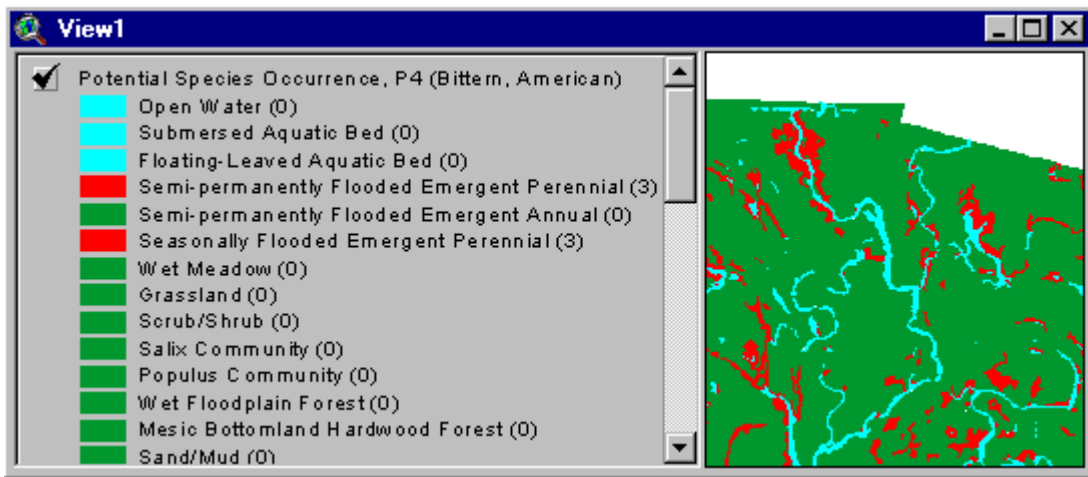 View1
Potential Species Occurrence, P4 (Bittern, American)
Open Water (0)
Submersed Aquatic Bed (0)
Floating-Leaved Aquatic Bed (0)
Semi-permanently Flooded Emergent Perennial (3)
Semi-permanently Flooded Emergent Annual (0)
Seasonally Flooded Emergent Perennial (3)
Wet Meadow (0)
Grassland (0)
Scrub/Shrub (0)
Salix Community (0)
Populus Community (0)
Wet Floodplain Forest (0)
Mesic Bottomland Hardwood Forest (0)
Sand/Mud (0)